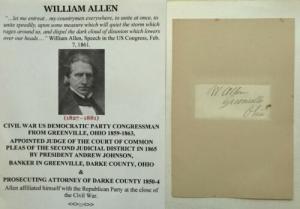 WILLIAM ALLEN
"...let me entreat...my countrymen everywhere, to unite at once, to
unite speedily, upon some measure which will quiet the storm which
rages around us, and dispel the dark cloud of disunion which lowers
over our heads...." William Allen, Speech in the US Congress, Feb.
7, 1861.
(1827-1881)
CIVIL WAR US DEMOCRATIC PARTY CONGRESSMAN
FROM GREENVILLE, OHIO 1859-1863,
APPOINTED JUDGE OF THE COURT OF COMMON
PLEAS OF THE SECOND JUDICIAL DISTRICT IN 1865
BY PRESIDENT ANDREW JOHNSON,
BANKER IN GREENVILLE, DARKE COUNTY, OHIO
&
PROSECUTING ATTORNEY OF DARKE COUNTY 1850-4
Allen affiliated himself with the Republican Party at the close of
the Civil War.
W Allen
Greenville
Ohio